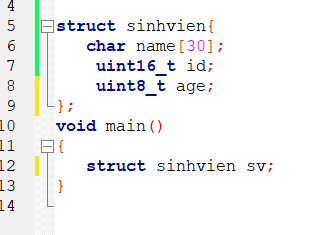 4
5 struct sinhvien{
6 char name[30];
7 uint16_t id;
8 uint8_t age;
9 };
10 void main()
11 {
12 struct sinhvien sv;
13 }
14